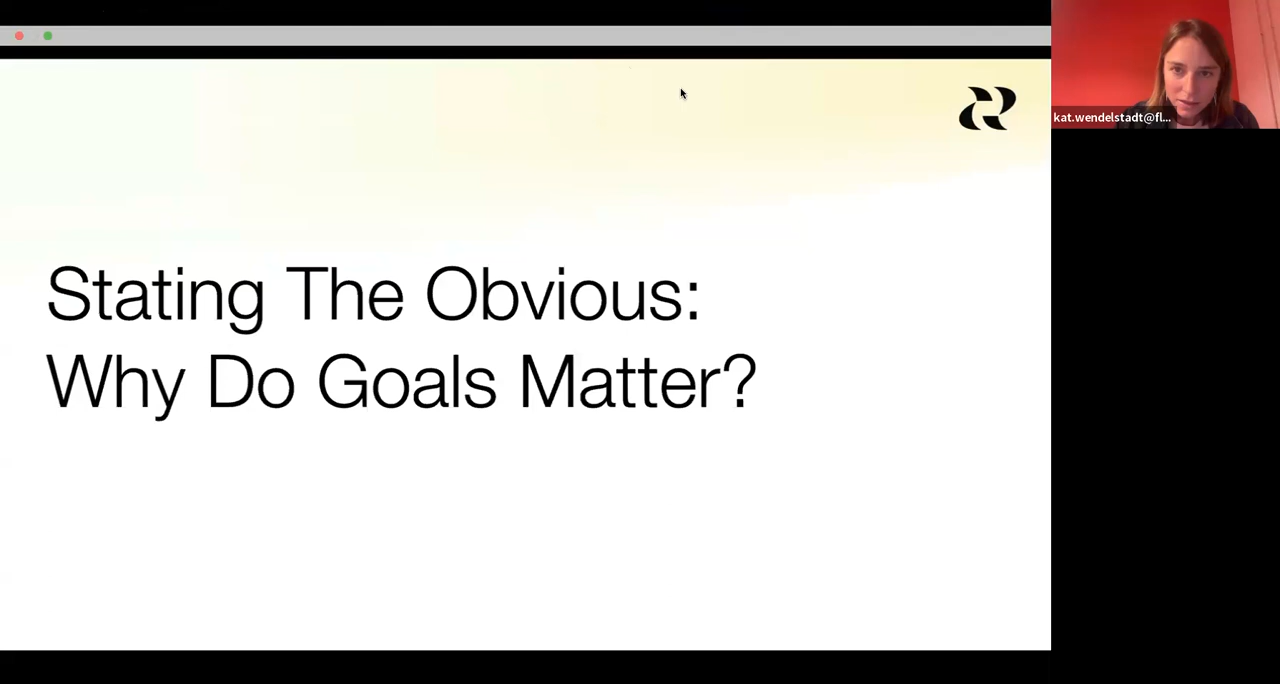 Stating The Obvious:
Why Do Goals Matter?
kat.wendelstadt@fl...